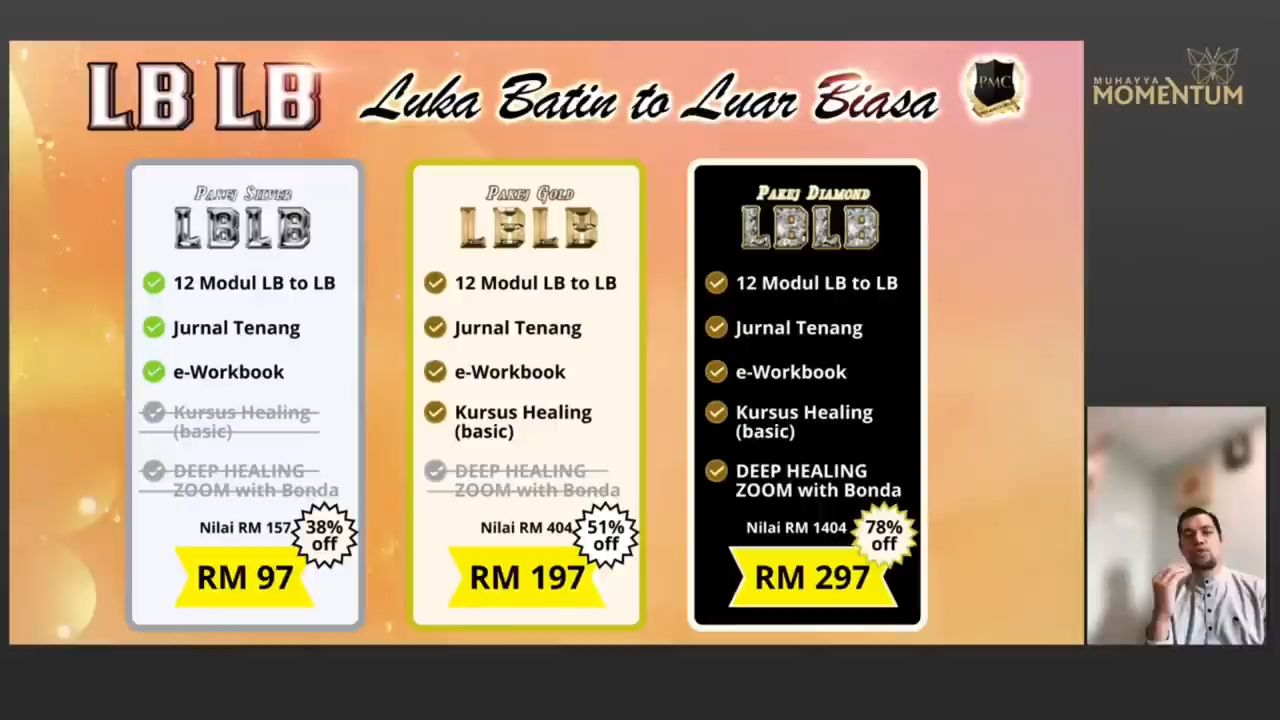 LB LB
Luka Batin to Luar Biasa
PMC
MUHAYYA
MOMENTUM
Pakej Silver
LBLB
12 Modul LB to LB
Jurnal Tenang
e-Workbook
Kursus Healing
(basic)
DEEP HEALING
ZOOM with Bonda
Nilai RM 157
38%
off
RM 97
Pakej Gold
LBLB
12 Modul LB to LB
Jurnal Tenang
e-Workbook
Kursus Healing
(basic)
DEEP HEALING
ZOOM with Bonda
Nilai RM 404
51%
off
RM 197
Pakej Diamond
LBLB
12 Modul LB to LB
Jurnal Tenang
e-Workbook
Kursus Healing
(basic)
DEEP HEALING
ZOOM with Bonda
Nilai RM 1404
78%
off
RM 297